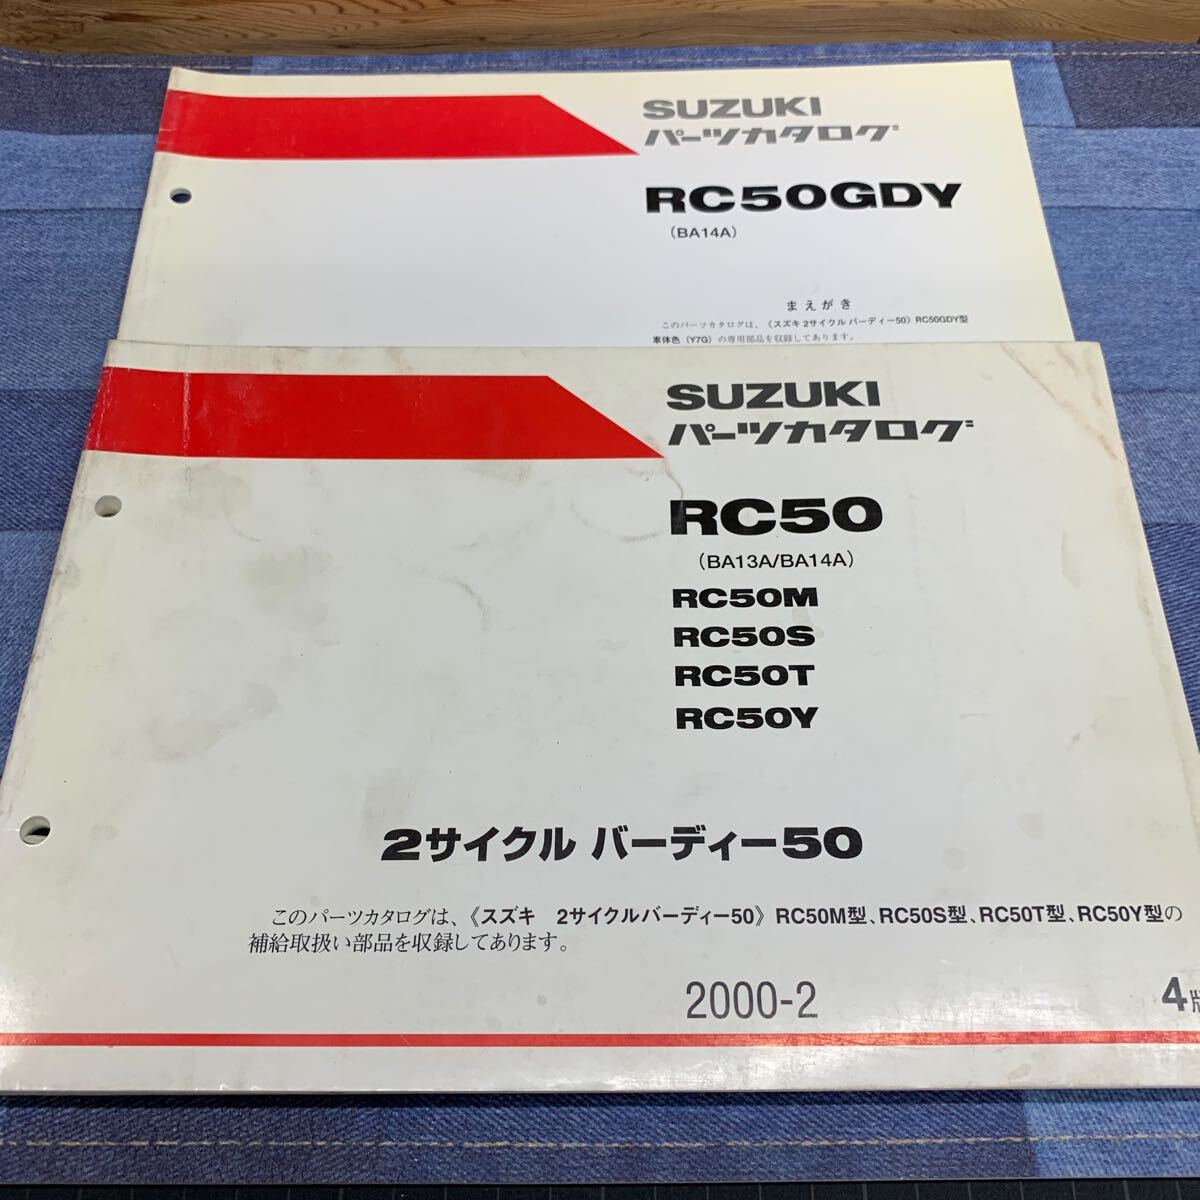 SUZUKI
パーツカタログ
RC50GDY
(BA14A)
まえがき
このパーツカタログは、《スズキ 2サイクル バーディー50》RC50GDY型
車体色（Y7G）の専用部品を収録してあります。
SUZUKI
パーツカタログ
RC50
(BA13A/BA14A)
RC50M
RC50S
RC50T
RC50Y
2サイクル バーディー50
このパーツカタログは、《スズキ　2サイクルバーディー50》RC50M型、RC50S型、RC50T型、RC50Y型の
補給取扱い部品を収録してあります。
2000-2
4版